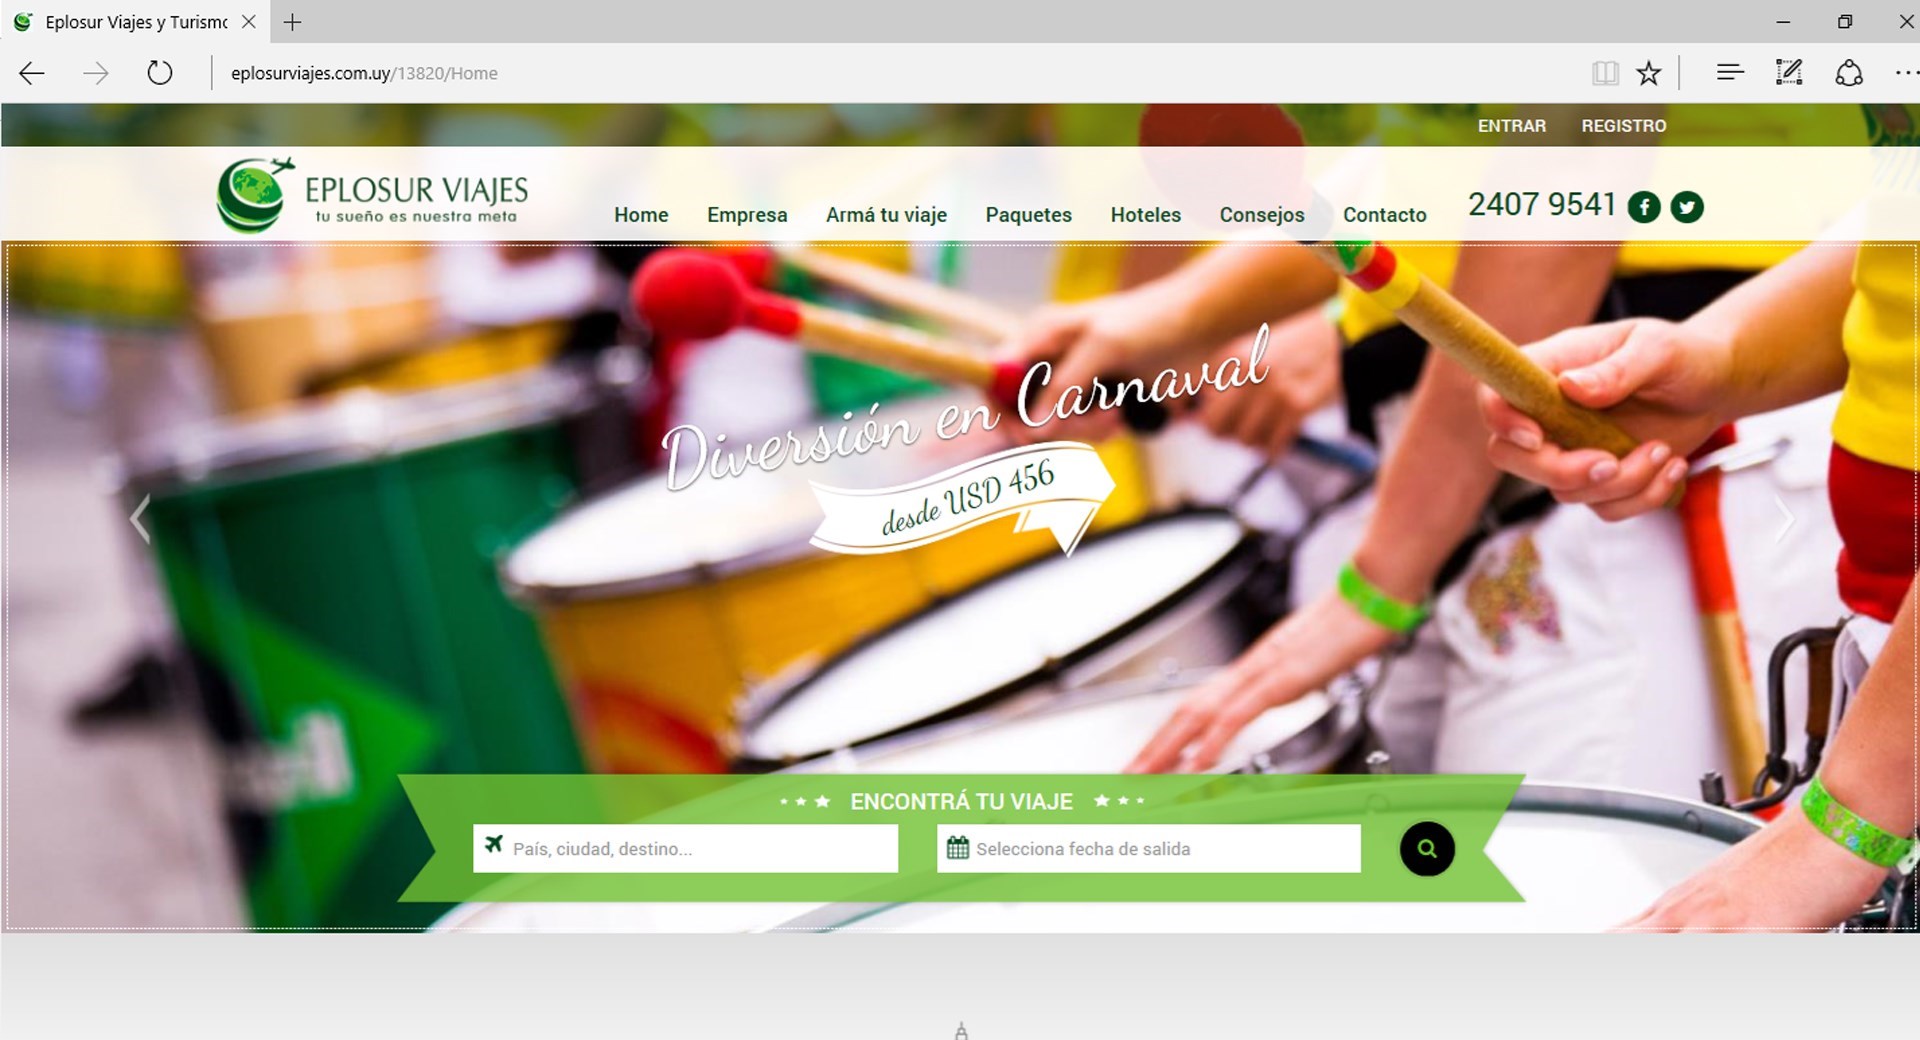 Eplosur Viajes y Turismo
eplosurviajes.com.uy/13820/Home
ENTRAR REGISTRO
EPLOSUR VIAJES
tu sueño es nuestra meta
Home Empresa Armá tu viaje Paquetes Hoteles Consejos Contacto 2407 9541
Diversión en Carnaval
desde USD 456
ENCONTRÁ TU VIAJE
País, ciudad, destino...
Selecciona fecha de salida